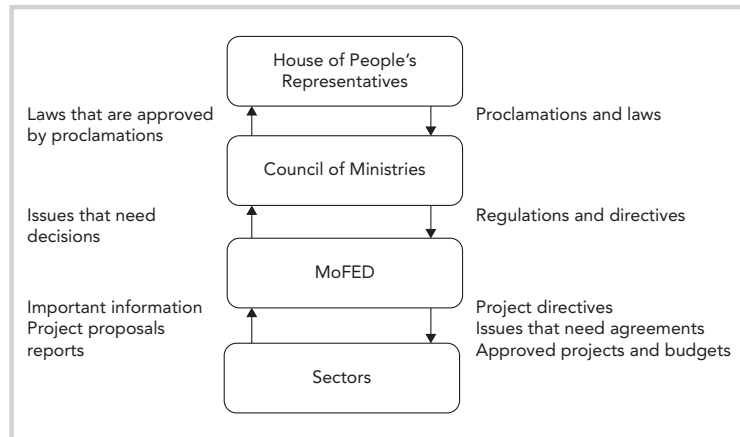 House of People's
Representatives
Laws that are approved
by proclamations
Proclamations and laws
Council of Ministries
Issues that need
decisions
Regulations and directives
MoFED
Important information
Project proposals
reports
Project directives
Issues that need agreements
Approved projects and budgets
Sectors